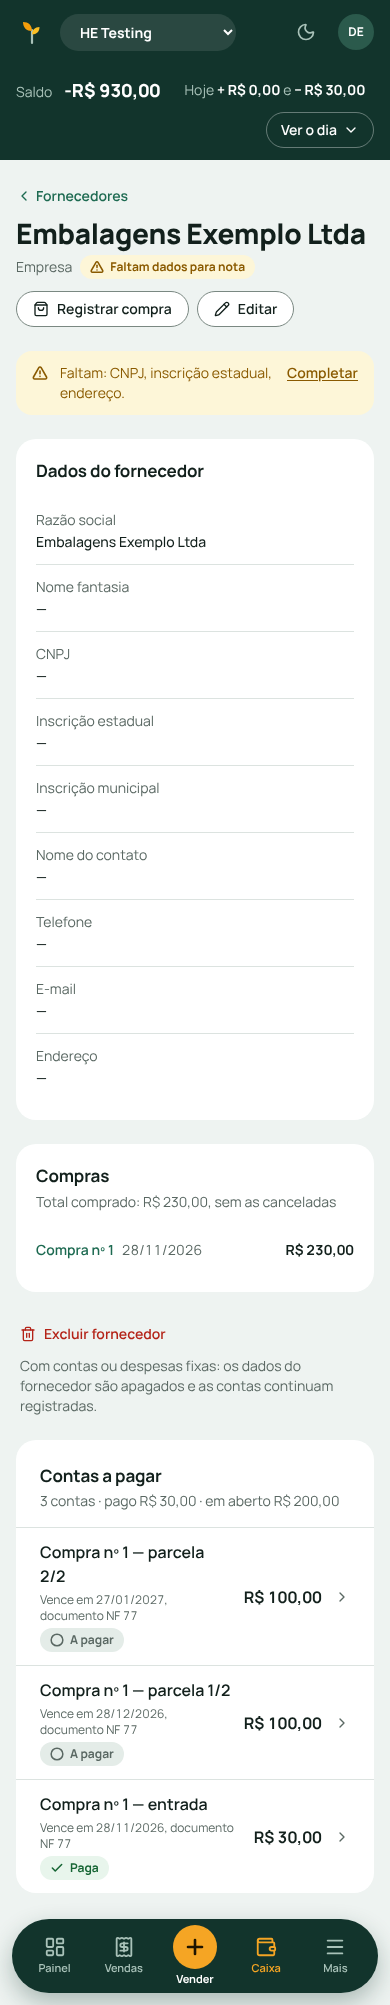 HE Testing
DE
Saldo -R$ 930,00 Hoje + R$ 0,00 e − R$ 30,00
Ver o dia
Fornecedores
Embalagens Exemplo Ltda
Empresa Faltam dados para nota
Registrar compra Editar
Faltam: CNPJ, inscrição estadual, Completar
endereço.
Dados do fornecedor
Razão social
Embalagens Exemplo Ltda
Nome fantasia
—
CNPJ
—
Inscrição estadual
—
Inscrição municipal
—
Nome do contato
—
Telefone
—
E-mail
—
Endereço
—
Compras
Total comprado: R$ 230,00, sem as canceladas
Compra nº 1 28/11/2026 R$ 230,00
Excluir fornecedor
Com contas ou despesas fixas: os dados do
fornecedor são apagados e as contas continuam
registradas.
Contas a pagar
3 contas · pago R$ 30,00 · em aberto R$ 200,00
Compra nº 1 — parcela
2/2
Vence em 27/01/2027,
documento NF 77
R$ 100,00
A pagar
Compra nº 1 — parcela 1/2
Vence em 28/12/2026,
documento NF 77
R$ 100,00
A pagar
Compra nº 1 — entrada
Vence em 28/11/2026, documento
NF 77
R$ 30,00
Paga
Painel Vendas Vender Caixa Mais